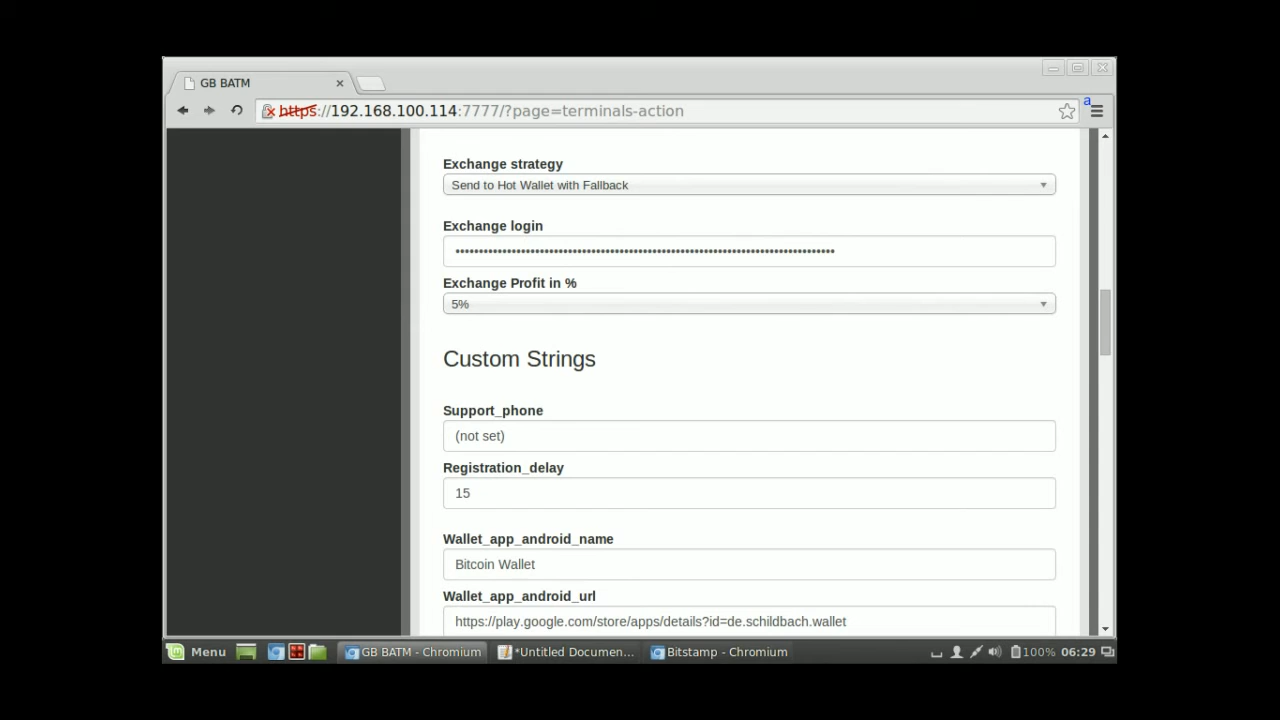 GB BATM
https://192.168.100.114:7777/?page=terminals-action
a
Exchange strategy
Send to Hot Wallet with Fallback
Exchange login
Exchange Profit in %
5%
Custom Strings
Support_phone
(not set)
Registration_delay
15
Wallet_app_android_name
Bitcoin Wallet
Wallet_app_android_url
https://play.google.com/store/apps/details?id=de.schildbach.wallet
Menu GB BATM - Chromium *Untitled Documen... Bitstamp - Chromium 100% 06:29